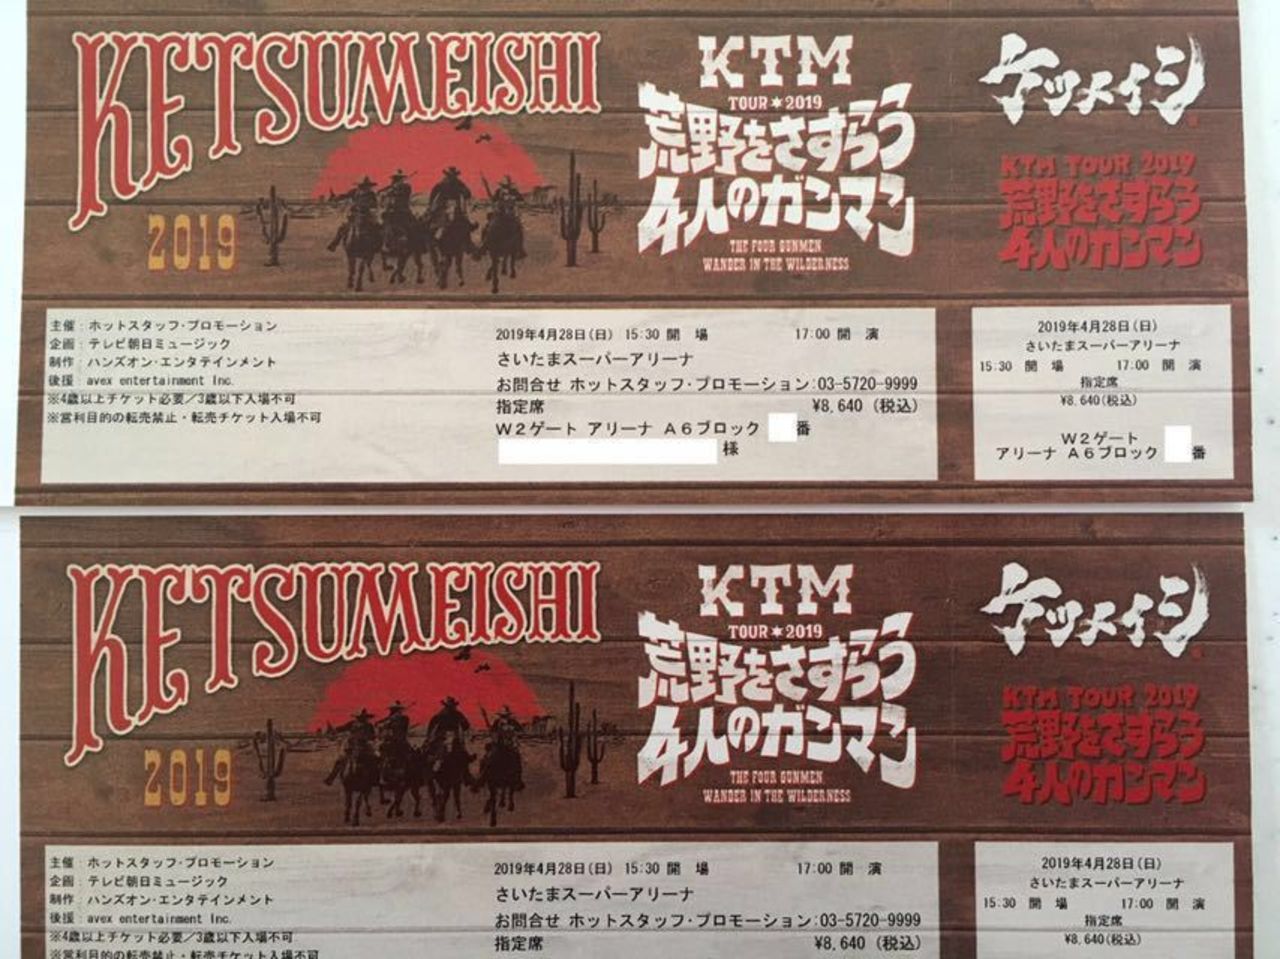 KETSUMEISHI
2019
KTM
TOUR★2019
荒野をさすらう
4人のガンマン
THE FOUR GUNMEN
WANDER IN THE WILDERNESS
ケツメイシ
KTM TOUR 2019
荒野をさすらう
4人のガンマン
主催:ホットスタッフ・プロモーション
企画:テレビ朝日ミュージック
制作:ハンズオン・エンタテインメント
後援:avex entertainment Inc.
※4歳以上チケット必要/3歳以下入場不可
※営利目的の転売禁止・転売チケット入場不可
2019年4月28日(日) 15:30 開 場 17:00 開 演
さいたまスーパーアリーナ
お問合せ ホットスタッフ・プロモーション:03-5720-9999
指定席 ¥8,640 (税込)
W2ゲート アリーナ A6ブロック 番
様
2019年4月28日(日)
さいたまスーパーアリーナ
15:30 開 場 17:00 開 演
指定席
¥8,640(税込)
W2ゲート
アリーナ A6ブロック 番
KETSUMEISHI
2019
KTM
TOUR★2019
荒野をさすらう
4人のガンマン
THE FOUR GUNMEN
WANDER IN THE WILDERNESS
ケツメイシ
KTM TOUR 2019
荒野をさすらう
4人のガンマン
主催:ホットスタッフ・プロモーション
企画:テレビ朝日ミュージック
制作:ハンズオン・エンタテインメント
後援:avex entertainment Inc.
※4歳以上チケット必要/3歳以下入場不可
※営利目的の転売禁止・転売チケット入場不可
2019年4月28日(日) 15:30 開 場 17:00 開 演
さいたまスーパーアリーナ
お問合せ ホットスタッフ・プロモーション:03-5720-9999
指定席 ¥8,640 (税込)
2019年4月28日(日)
さいたまスーパーアリーナ
15:30 開 場 17:00 開 演
指定席
¥8,640(税込)